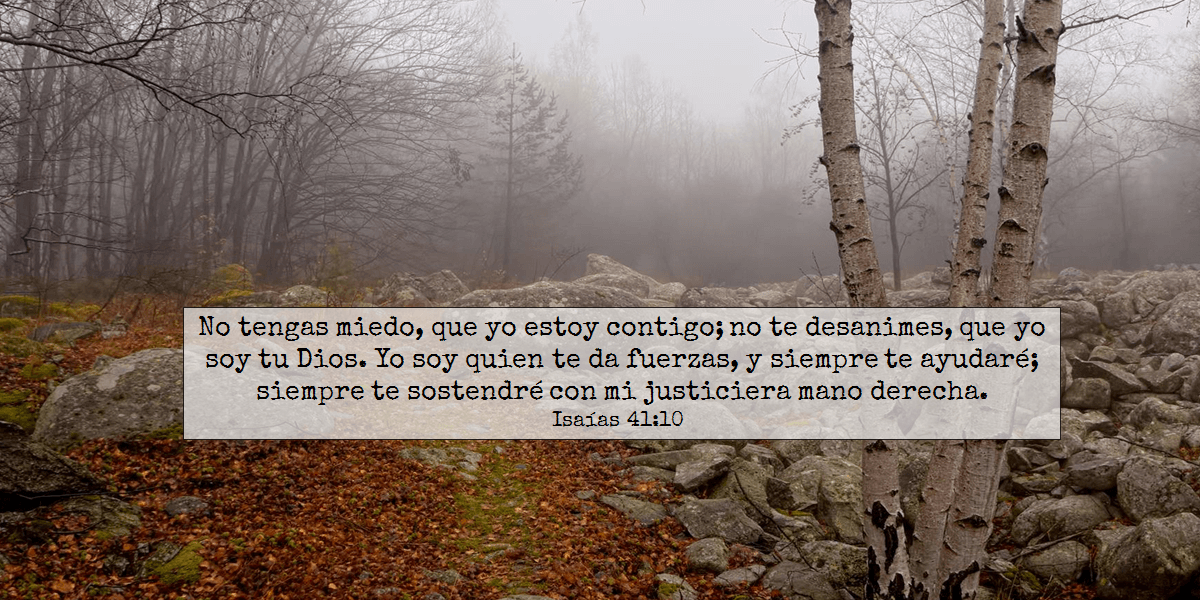 No tengas miedo, que yo estoy contigo; no te desanimes, que yo
soy tu Dios. Yo soy quien te da fuerzas, y siempre te ayudaré;
siempre te sostendré con mi justiciera mano derecha.
Isaías 41:10